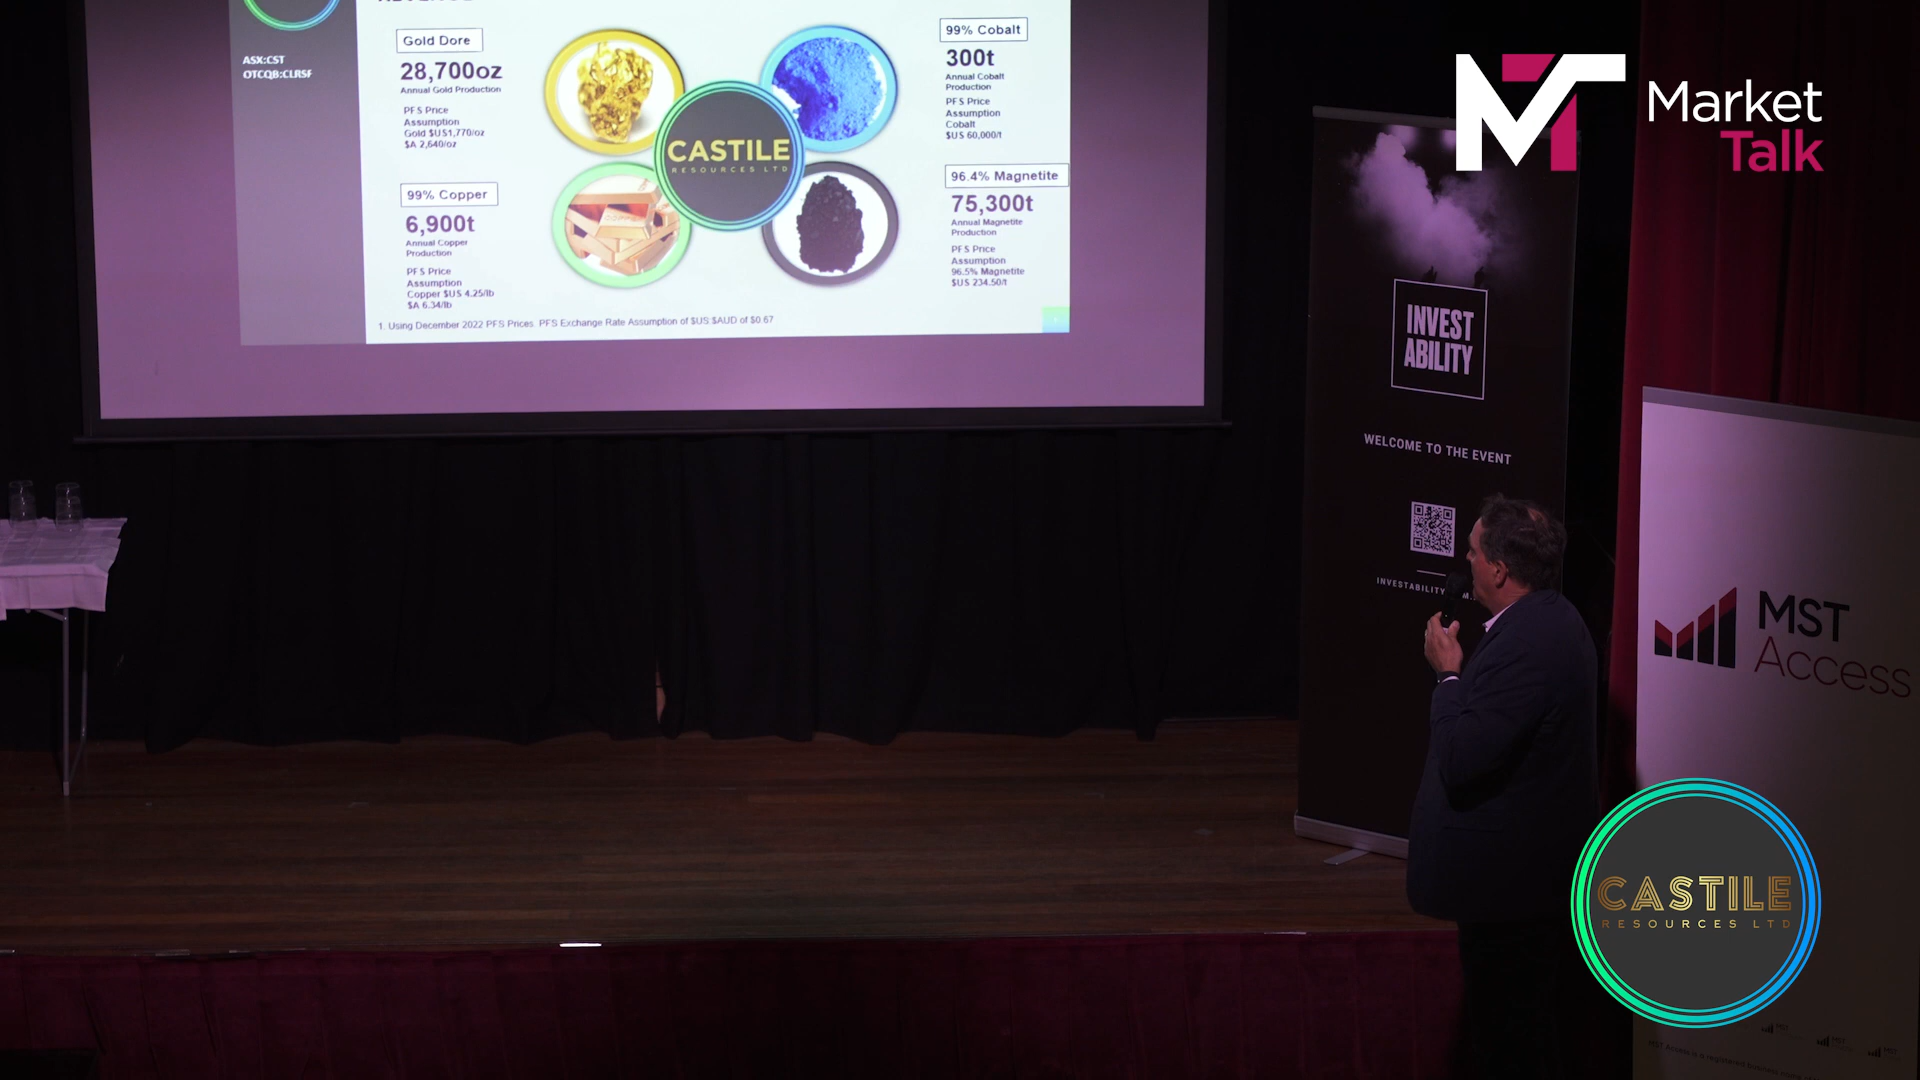 ASX:CST
OTCQB:CLRSF
Gold Dore
28,700oz
Annual Gold Production
PFS Price
Assumption
Gold $US1,770/oz
$A 2,640/oz
99% Copper
6,900t
Annual Copper
Production
PFS Price
Assumption
Copper $US 4.25/lb
$A 6.34/lb
CASTILE
RESOURCES LTD
99% Cobalt
300t
Annual Cobalt
Production
PFS Price
Assumption
Cobalt
$US 60,000/t
96.4% Magnetite
75,300t
Annual Magnetite
Production
PFS Price
Assumption
96.5% Magnetite
$US 234.50/t
1. Using December 2022 PFS Prices. PFS Exchange Rate Assumption of $US:$AUD of $0.67
Market
Talk
INVEST
ABILITY
WELCOME TO THE EVENT
INVESTABILITY
MST
Access
CASTILE
RESOURCES LTD
MST
MST
MST